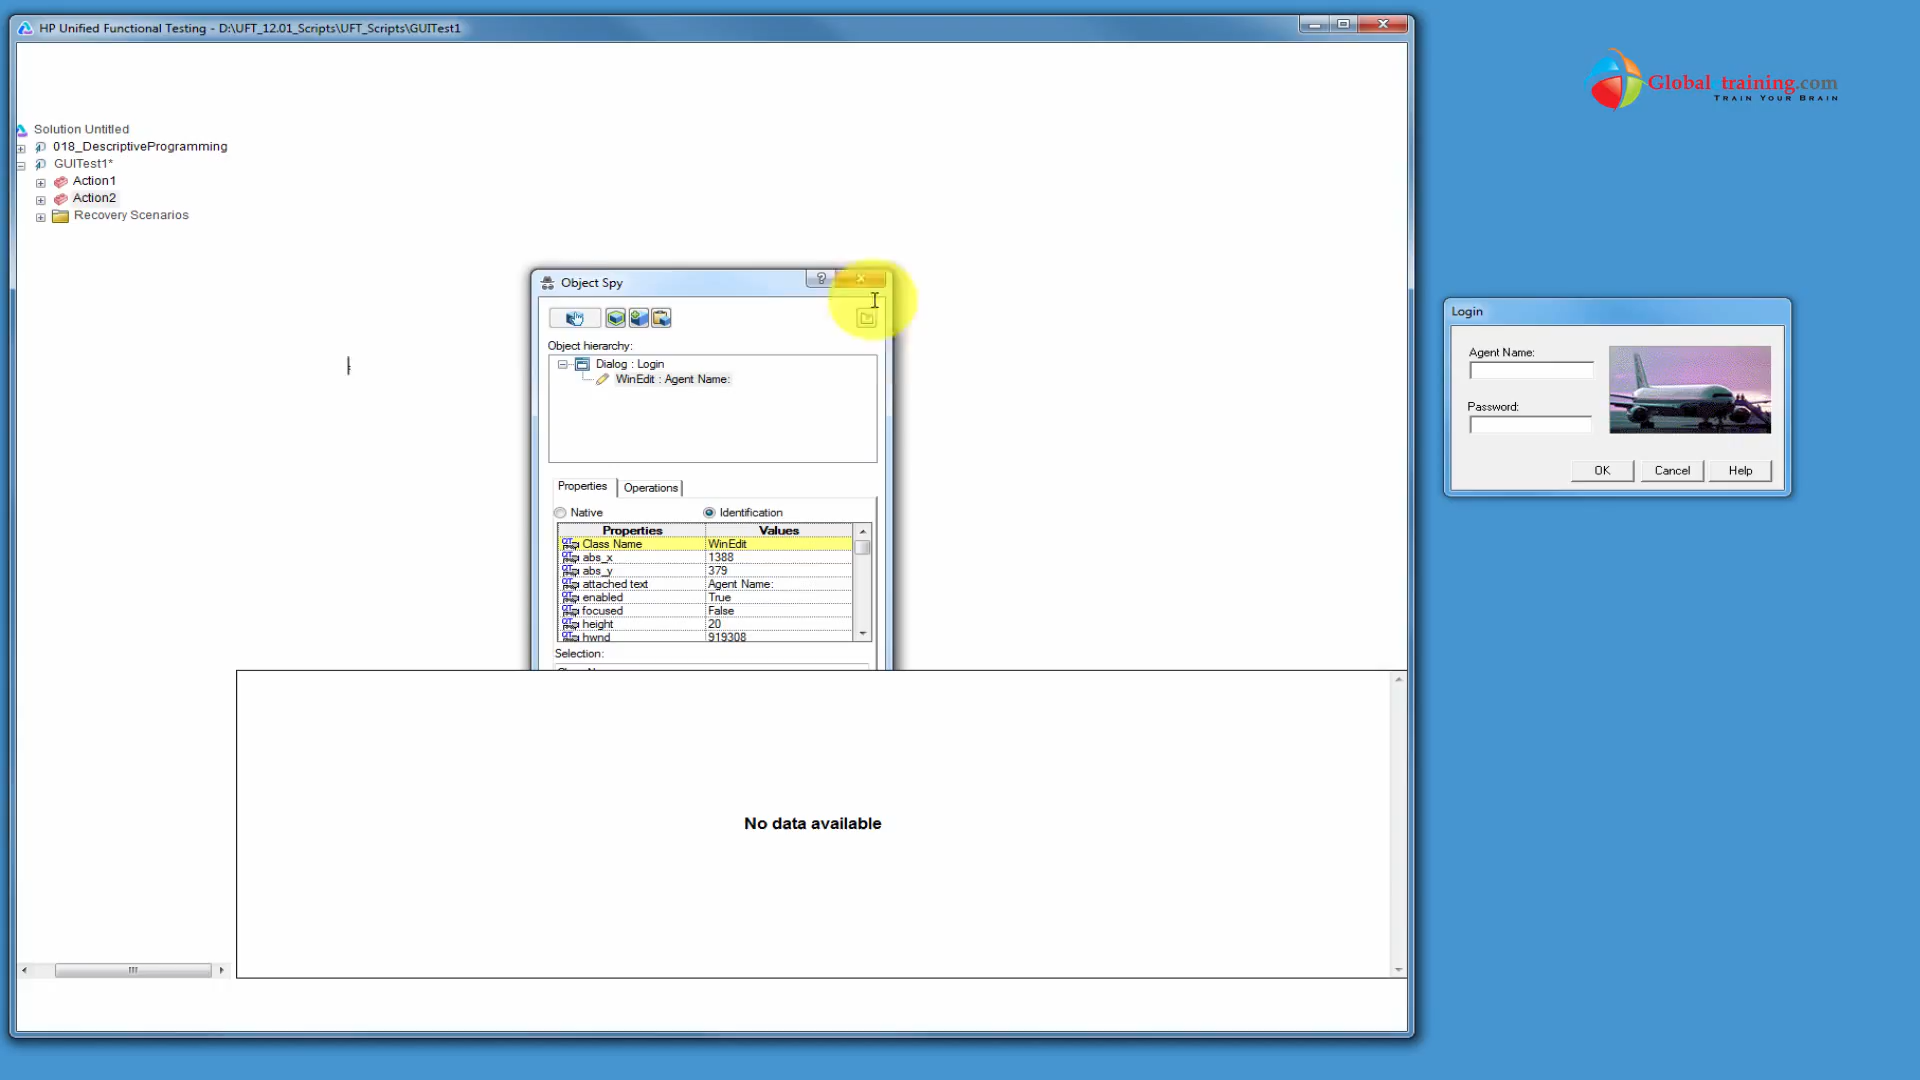 HP Unified Functional Testing - D:\UFT_12.01_Scripts\UFT_Scripts\GUITest1
Global training.com
TRAIN YOUR BRAIN
Solution Untitled
018_DescriptiveProgramming
GUITest1*
Action1
Action2
Recovery Scenarios
Object Spy
Object hierarchy:
Dialog : Login
WinEdit : Agent Name:
Properties Operations
Native Identification
Properties Values
Class Name WinEdit
abs_x 1388
abs_y 379
attached text Agent Name:
enabled True
focused False
height 20
hwnd 919308
Selection:
No data available
Login
Agent Name:
Password:
OK Cancel Help